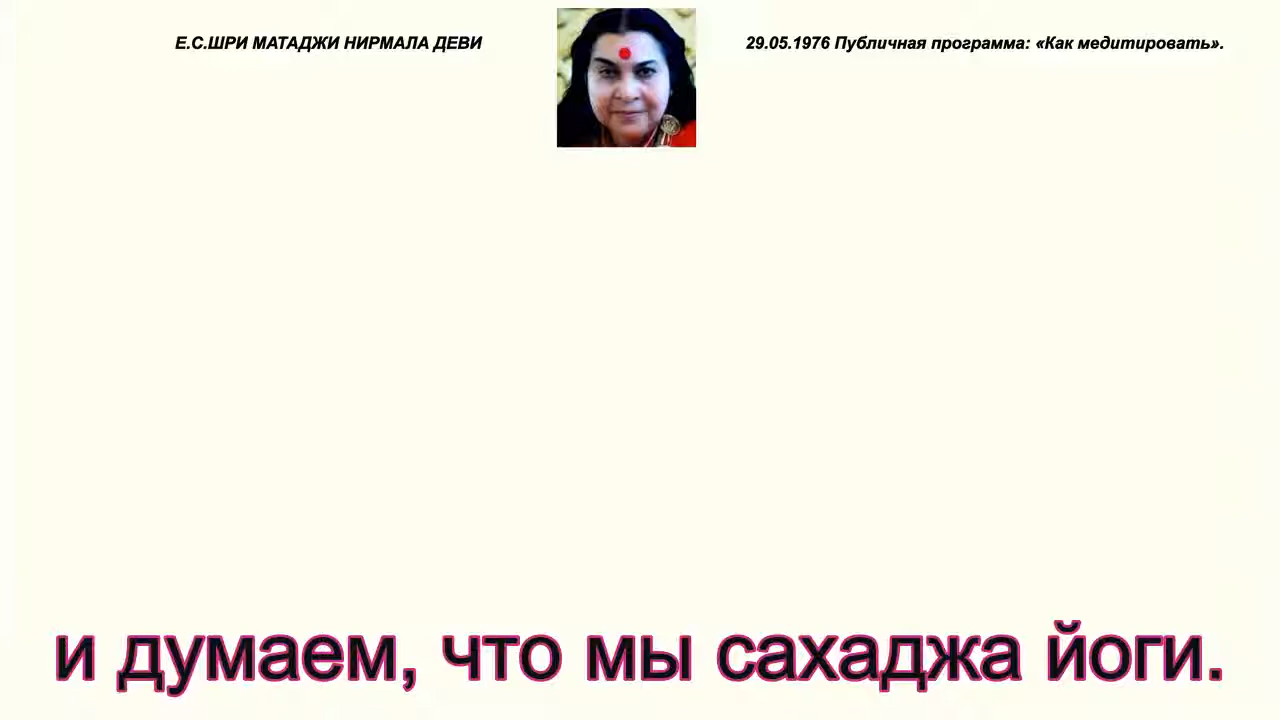 Е.С.ШРИ МАТАДЖИ НИРМАЛА ДЕВИ
29.05.1976 Публичная программа: «Как медитировать».
и думаем, что мы сахаджа йоги.